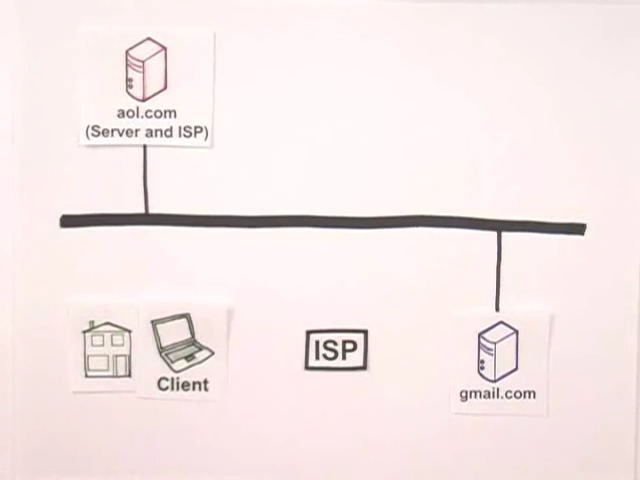 aol.com
(Server and ISP)
Client
ISP
gmail.com